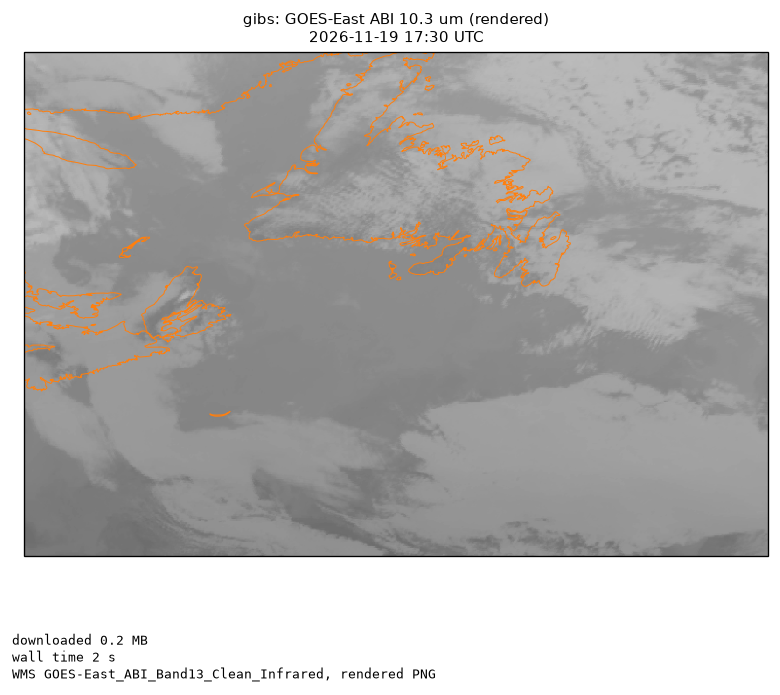 gibs: GOES-East ABI 10.3 um (rendered)
2026-11-19 17:30 UTC
downloaded 0.2 MB
wall time 2 s
WMS GOES-East_ABI_Band13_Clean_Infrared, rendered PNG